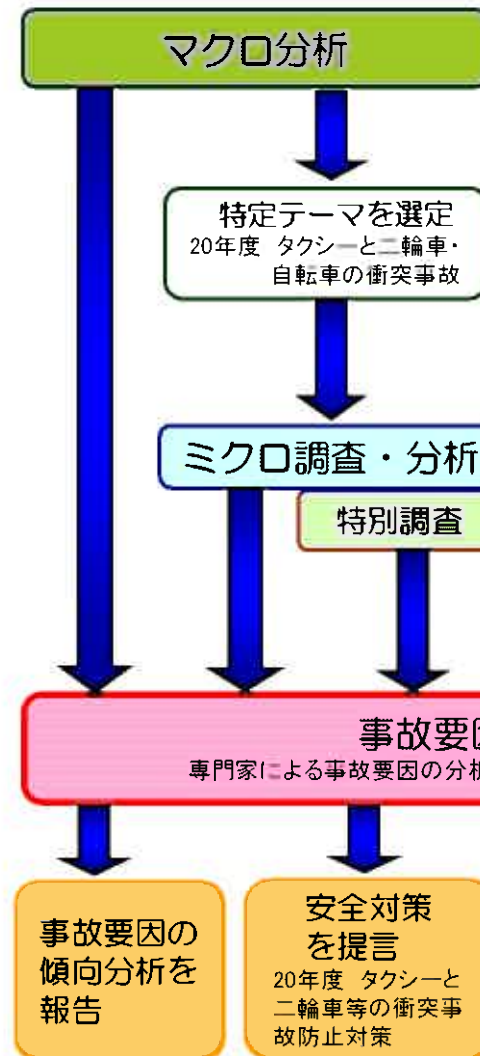 マクロ分析
特定テーマを選定
20年度 タクシーと二輪車・
自転車の衝突事故
ミクロ調査・分析
特別調査
事故要因
専門家による事故要因の分析
事故要因の
傾向分析を
報告
安全対策
を提言
20年度 タクシーと
二輪車等の衝突事
故防止対策